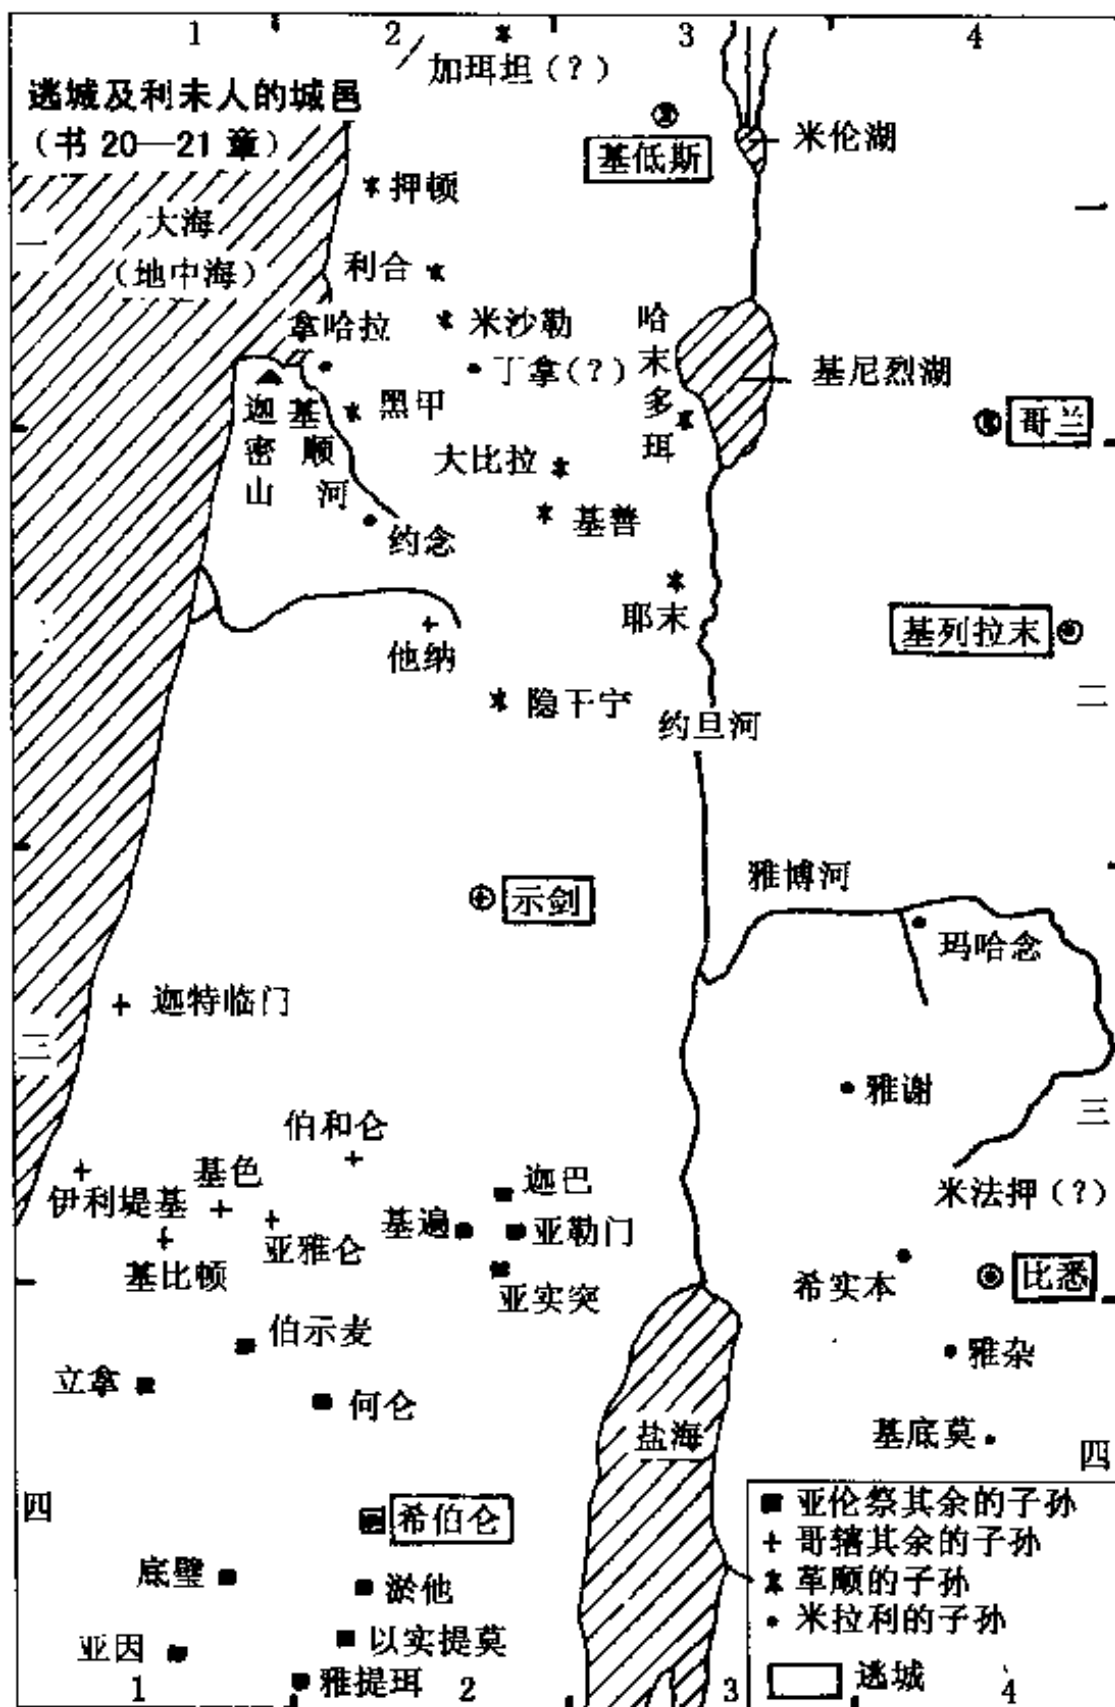 1 2 3 4
加珥坦（？）
逃城及利未人的城邑
（书 20—21 章）
基低斯
米伦湖
押顿
一
大海
一
（地中海）
利合
拿哈拉
米沙勒
哈末多珥
丁拿（？）
基尼烈湖
迦密山
基顺河
黑甲
哥兰
大比拉
基善
约念
耶末
基列拉末
他纳
隐干宁
二
约旦河
雅博河
示剑
玛哈念
迦特临门
三
雅谢
三
伯和仑
基色
迦巴
伊利堤基
米法押（？）
基遍
亚勒门
亚雅仑
基比顿
希实本
比悉
亚实突
伯示麦
雅杂
立拿
何仑
盐海
基底莫
四
四
亚伦祭其余的子孙
希伯仑
哥辖其余的子孙
底璧
淤他
革顺的子孙
米拉利的子孙
亚因
以实提莫
逃城
雅提珥
1 2 3 4